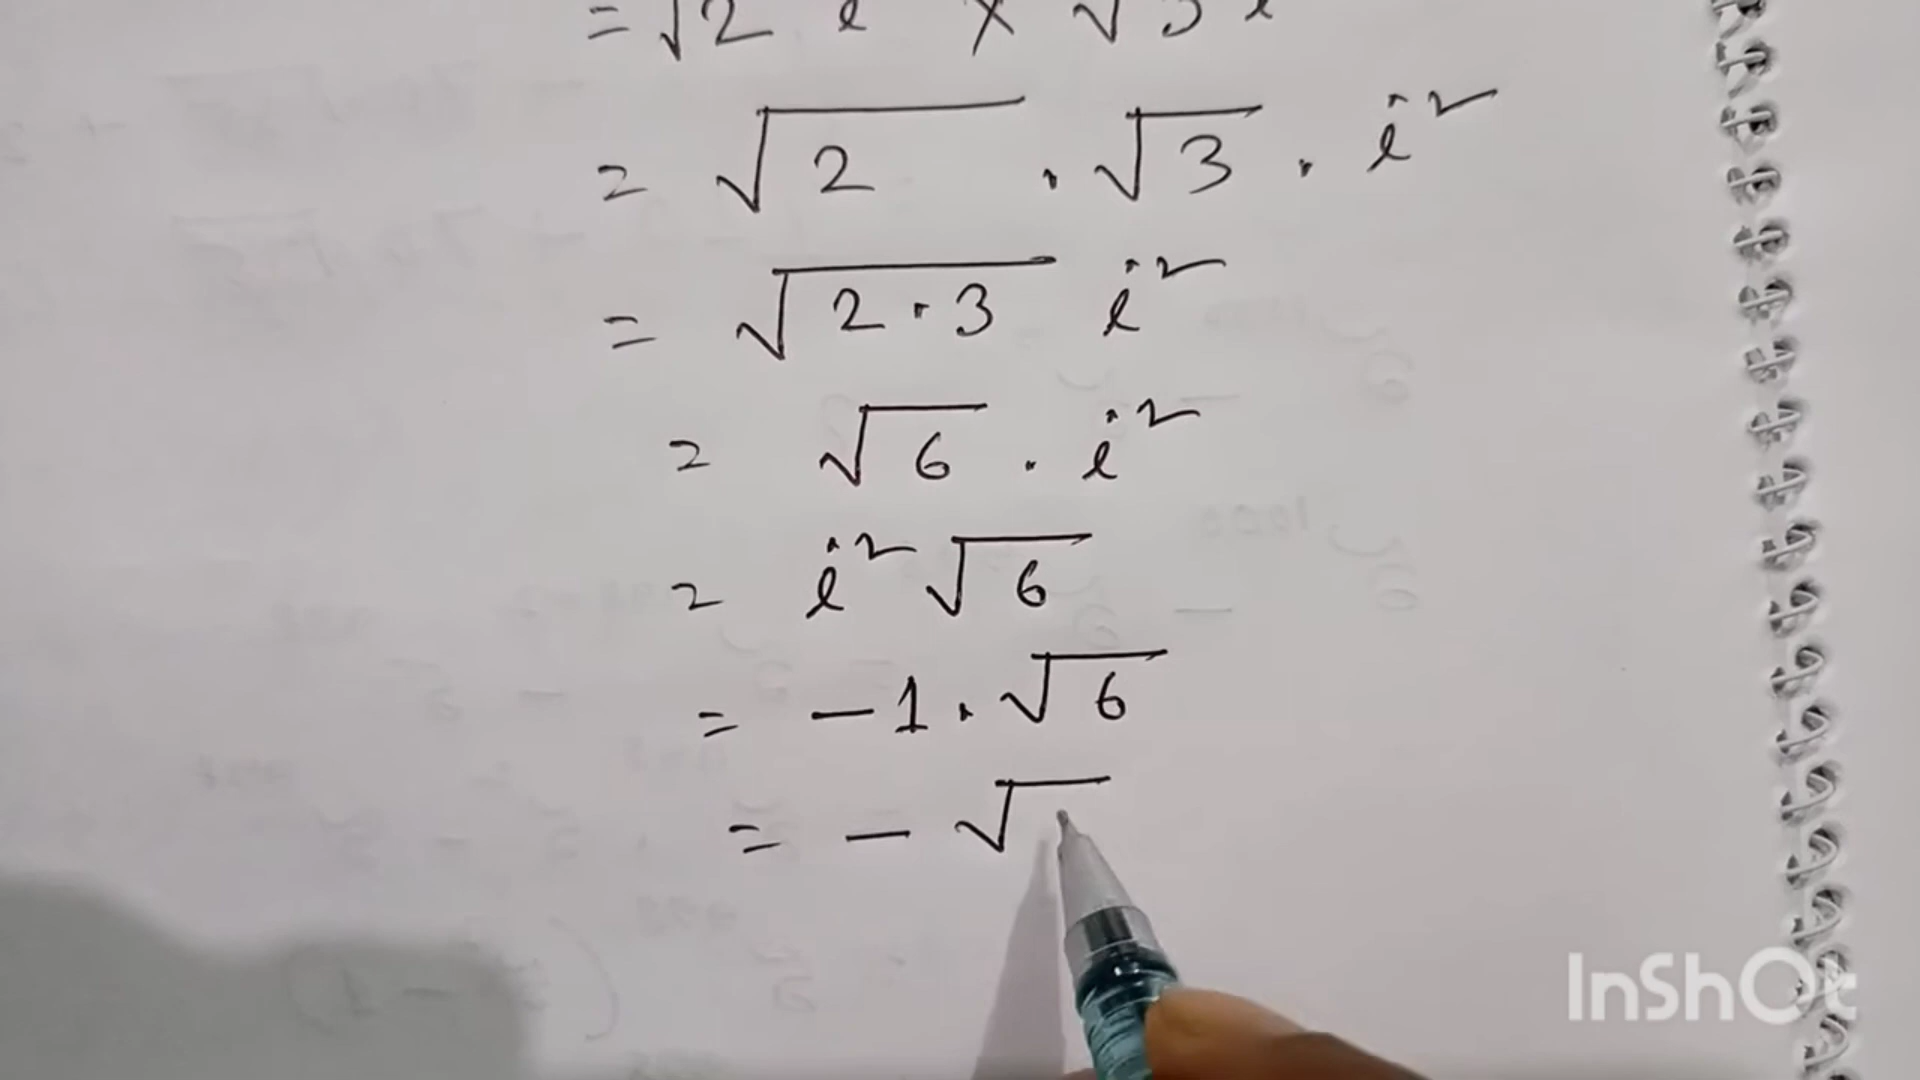 = √2 i × √3 i
= √2 . √3 . i²
= √2·3 i²
= √6 . i²
= i² √6
= -1 . √6
= - √
InShOt